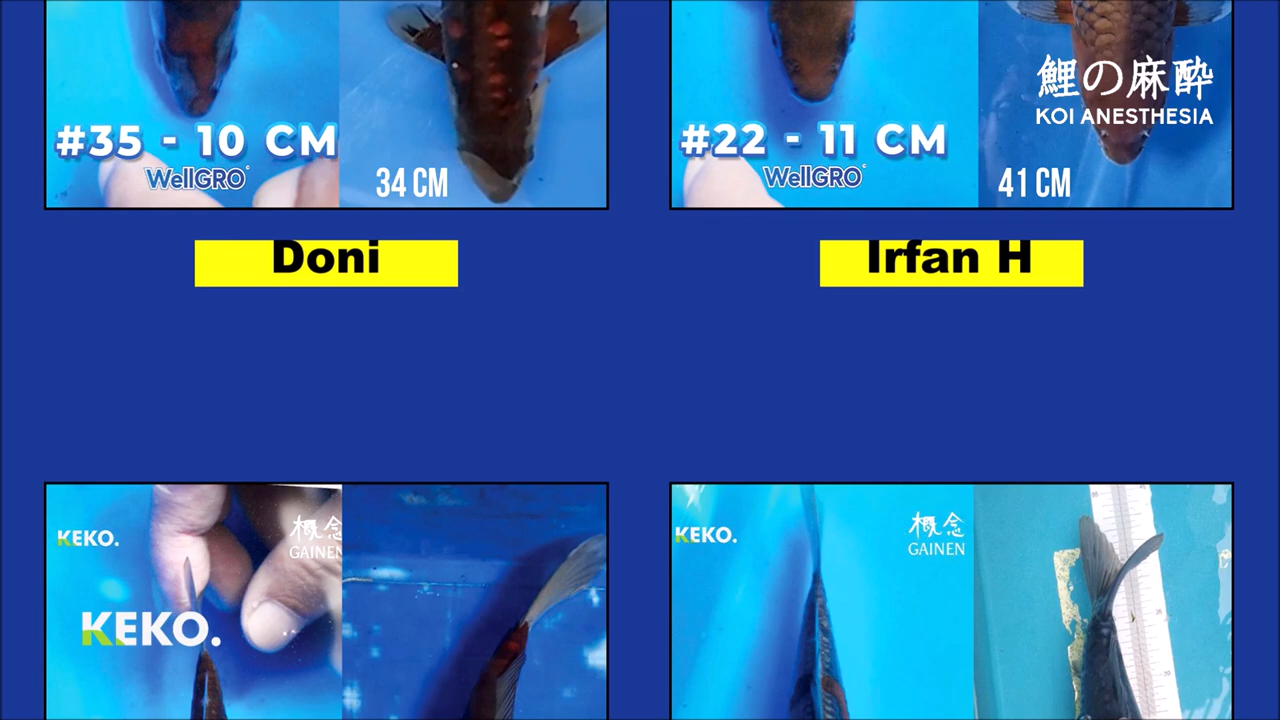 #35 - 10 CM
WellGRO
34 CM
#22 - 11 CM
WellGRO
41 CM
鯉の麻酔
KOI ANESTHESIA
Doni
Irfan H
KEKO.
概念
GAINEN
KEKO.
KEKO.
概念
GAINEN